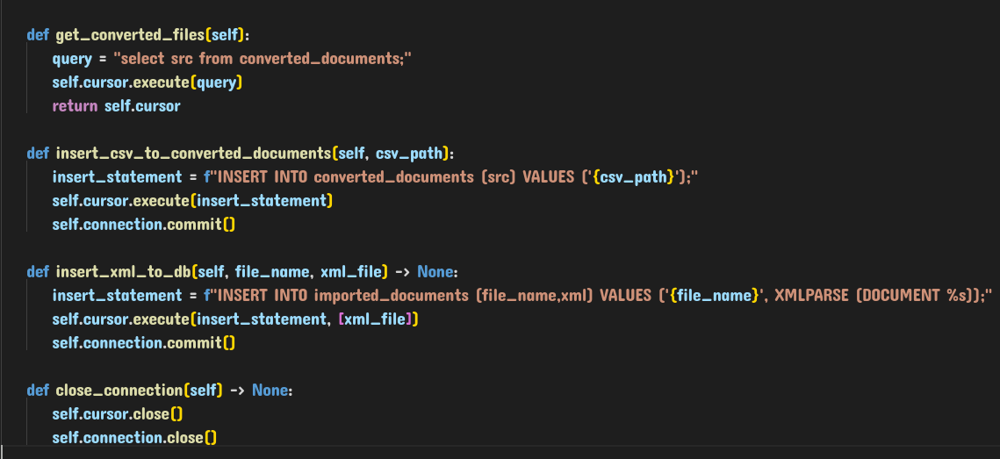 def get_converted_files(self):
query = "select src from converted_documents;"
self.cursor.execute(query)
return self.cursor
def insert_csv_to_converted_documents(self, csv_path):
insert_statement = f"INSERT INTO converted_documents (src) VALUES ('{csv_path}');"
self.cursor.execute(insert_statement)
self.connection.commit()
def insert_xml_to_db(self, file_name, xml_file) -> None:
insert_statement = f"INSERT INTO imported_documents (file_name,xml) VALUES ('{file_name}', XMLPARSE (DOCUMENT %s));"
self.cursor.execute(insert_statement, [xml_file])
self.connection.commit()
def close_connection(self) -> None:
self.cursor.close()
self.connection.close()